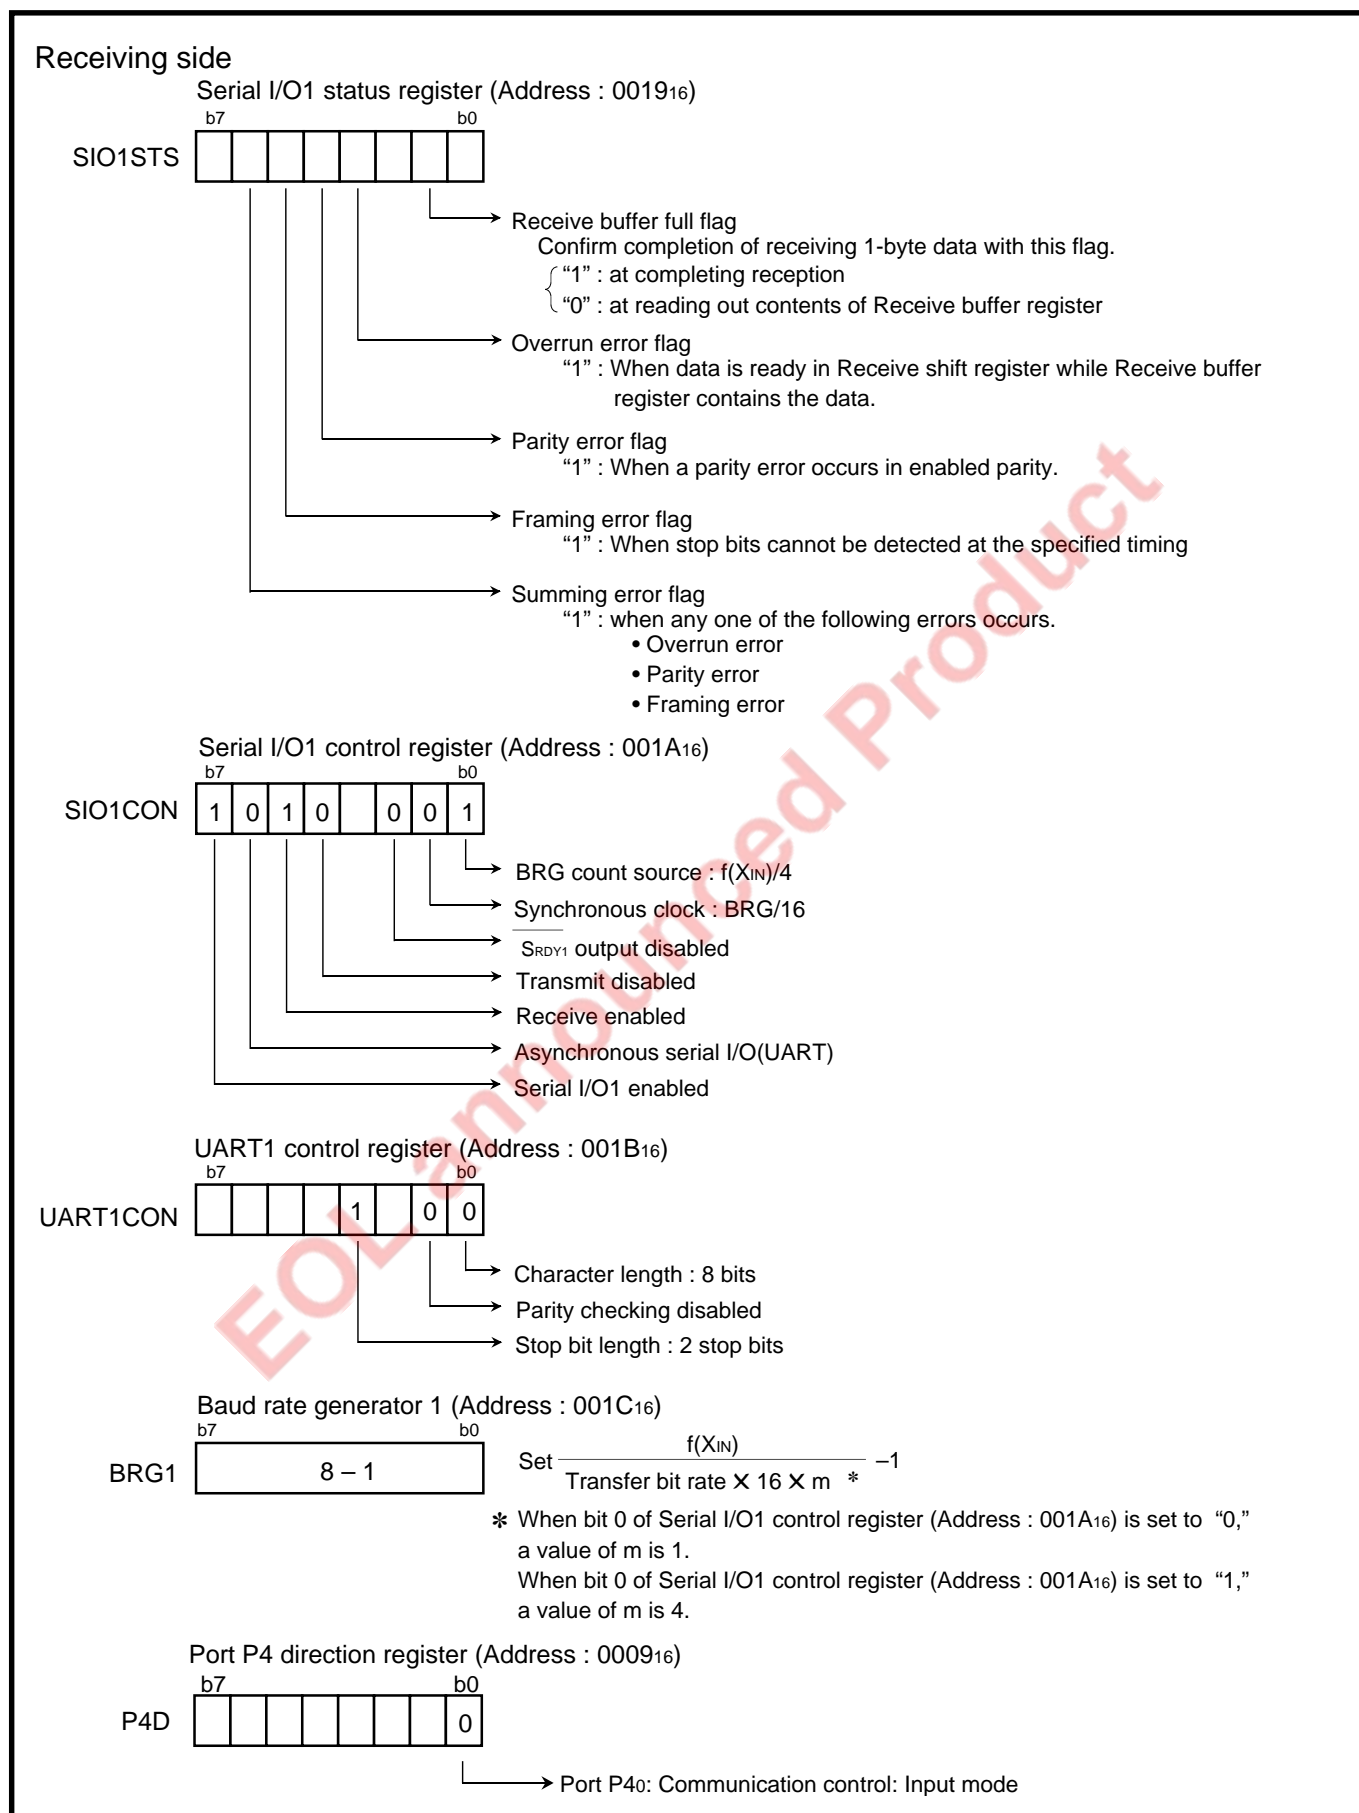 Receiving side
Serial I/O1 status register (Address : 0019₁₆)
b7 b0
SIO1STS
Receive buffer full flag
Confirm completion of receiving 1-byte data with this flag.
“1” : at completing reception
“0” : at reading out contents of Receive buffer register
Overrun error flag
“1” : When data is ready in Receive shift register while Receive buffer
register contains the data.
Parity error flag
“1” : When a parity error occurs in enabled parity.
Framing error flag
“1” : When stop bits cannot be detected at the specified timing
Summing error flag
“1” : when any one of the following errors occurs.
• Overrun error
• Parity error
• Framing error
Serial I/O1 control register (Address : 001A₁₆)
b7 b0
SIO1CON 1 0 1 0 0 0 1
BRG count source : f(XIN)/4
Synchronous clock : BRG/16
SRDY1 output disabled
Transmit disabled
Receive enabled
Asynchronous serial I/O(UART)
Serial I/O1 enabled
UART1 control register (Address : 001B₁₆)
b7 b0
UART1CON 1 0 0
Character length : 8 bits
Parity checking disabled
Stop bit length : 2 stop bits
Baud rate generator 1 (Address : 001C₁₆)
b7 b0
BRG1 8 – 1
Set f(XIN) / Transfer bit rate ✕ 16 ✕ m * –1
✻ When bit 0 of Serial I/O1 control register (Address : 001A₁₆) is set to “0,”
a value of m is 1.
When bit 0 of Serial I/O1 control register (Address : 001A₁₆) is set to “1,”
a value of m is 4.
Port P4 direction register (Address : 0009₁₆)
b7 b0
P4D 0
Port P4₀: Communication control: Input mode
EOL announced Product